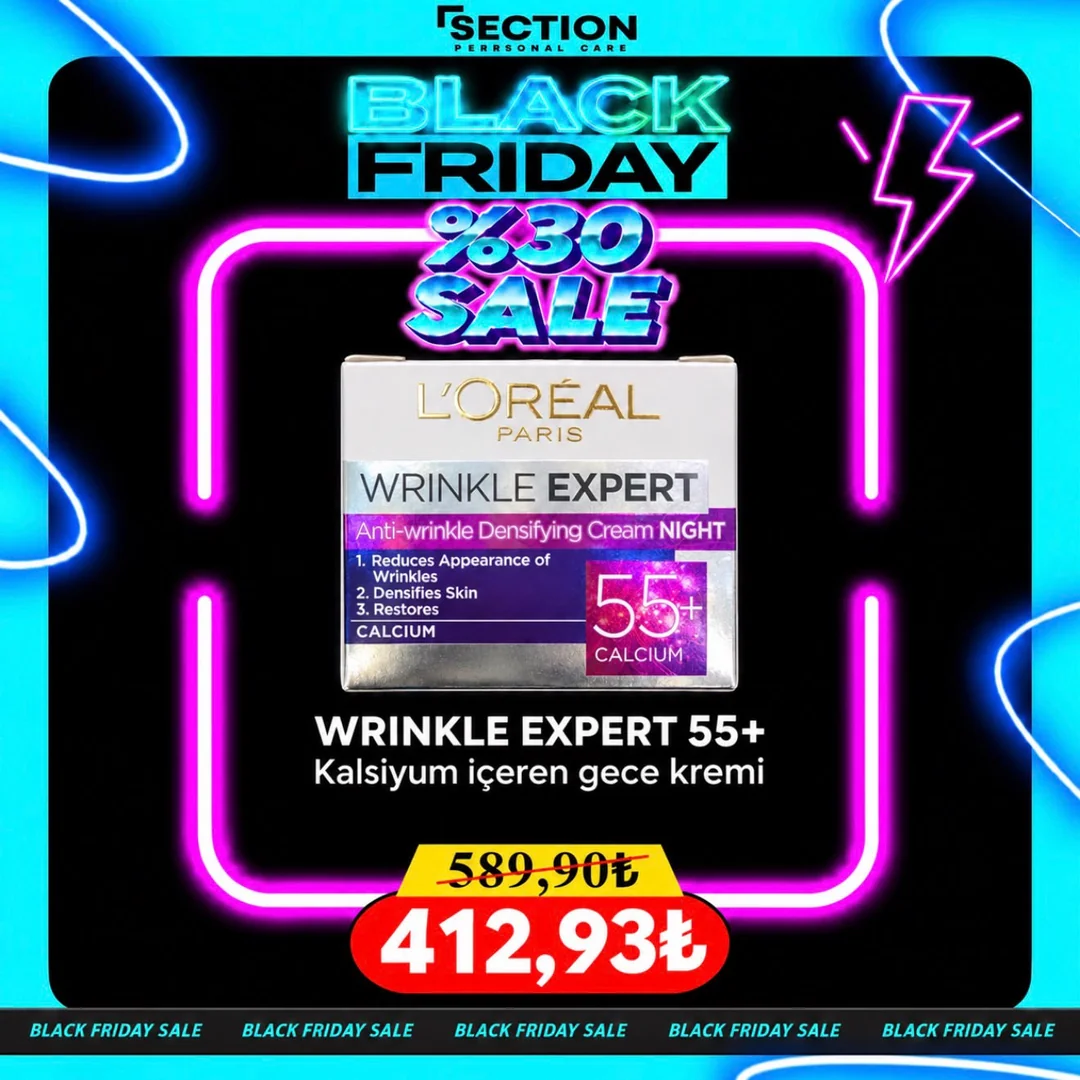 SECTION
PERRSONAL CARE
BLACK
FRIDAY
%30
SALE
L'ORÉAL
PARIS
WRINKLE EXPERT
Anti-wrinkle Densifying Cream NIGHT
1. Reduces Appearance of
Wrinkles
2. Densifies Skin
3. Restores
CALCIUM
55+
CALCIUM
WRINKLE EXPERT 55+
Kalsiyum içeren gece kremi
589,90₺
412,93₺
BLACK FRIDAY SALE BLACK FRIDAY SALE BLACK FRIDAY SALE BLACK FRIDAY SALE BLACK FRIDAY SALE